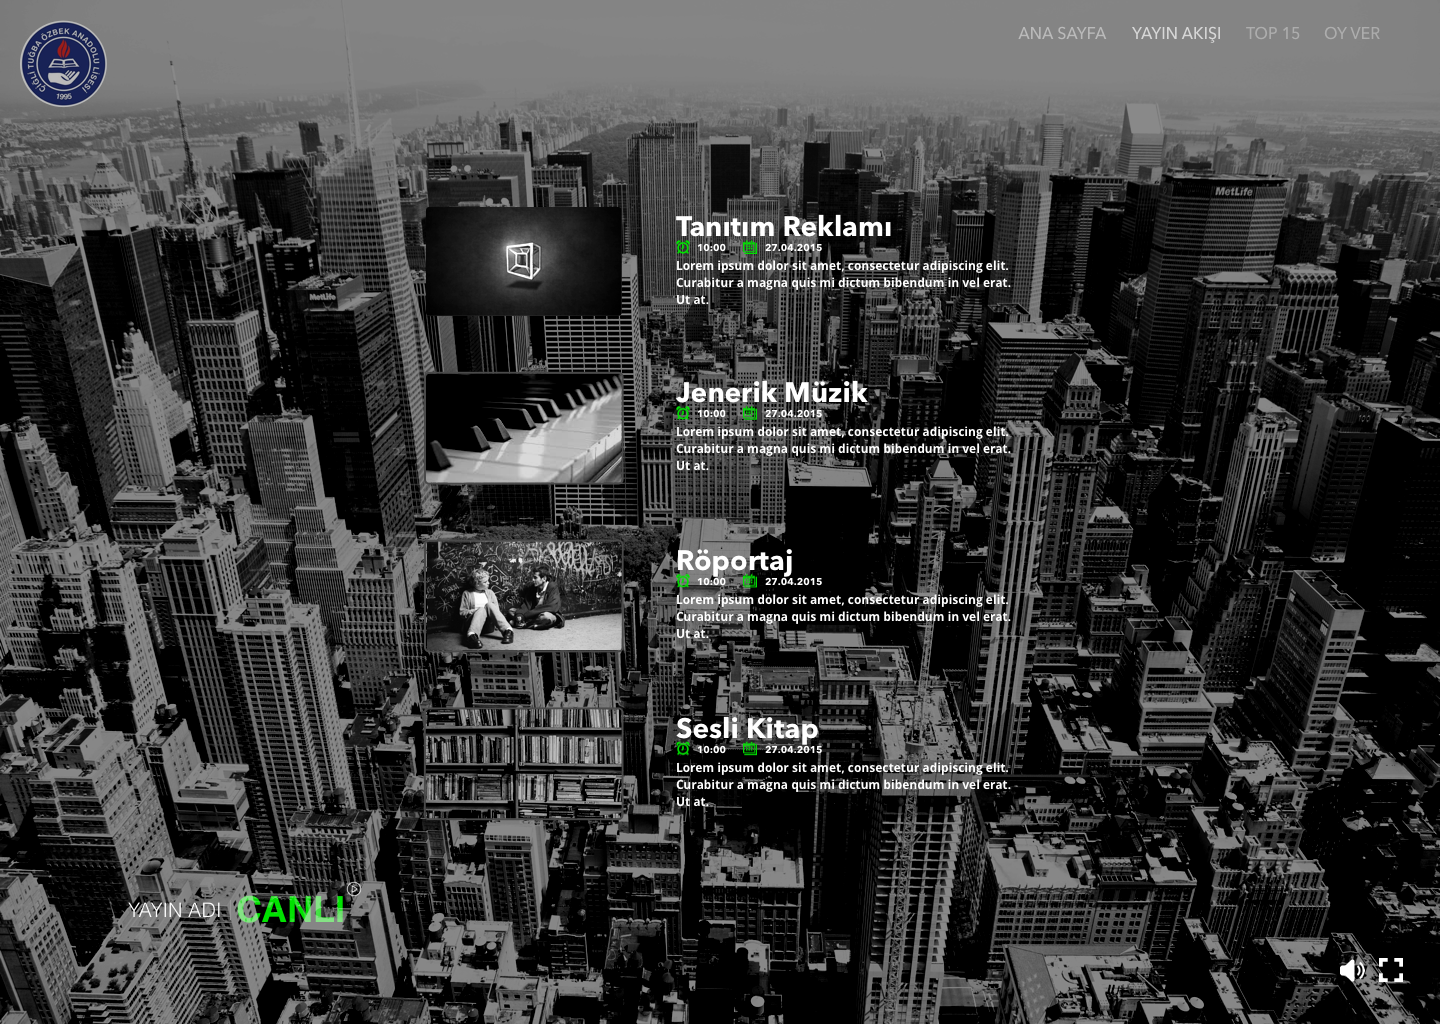 ÇİĞLİ TUĞBA ÖZBEK ANADOLU LİSESİ
1995
ANA SAYFA YAYIN AKIŞI TOP 15 OY VER
MetLife
MetLife
Tanıtım Reklamı
10:00 27.04.2015
Lorem ipsum dolor sit amet, consectetur adipiscing elit.
Curabitur a magna quis mi dictum bibendum in vel erat.
Ut at.
Jenerik Müzik
10:00 27.04.2015
Lorem ipsum dolor sit amet, consectetur adipiscing elit.
Curabitur a magna quis mi dictum bibendum in vel erat.
Ut at.
Röportaj
10:00 27.04.2015
Lorem ipsum dolor sit amet, consectetur adipiscing elit.
Curabitur a magna quis mi dictum bibendum in vel erat.
Ut at.
Sesli Kitap
10:00 27.04.2015
Lorem ipsum dolor sit amet, consectetur adipiscing elit.
Curabitur a magna quis mi dictum bibendum in vel erat.
Ut at.
YAYIN ADI CANLI